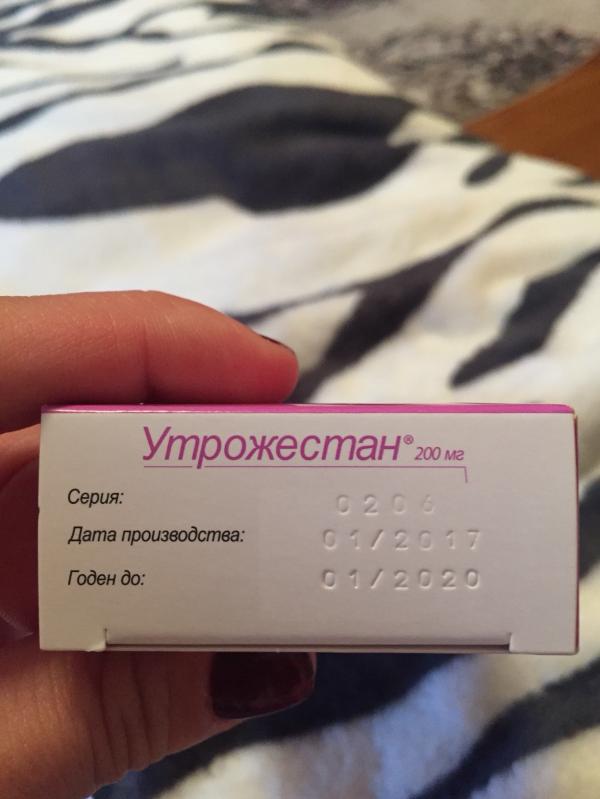 Утрожестан® 200 мг
Серия: 0206
Дата производства: 01/2017
Годен до: 01/2020